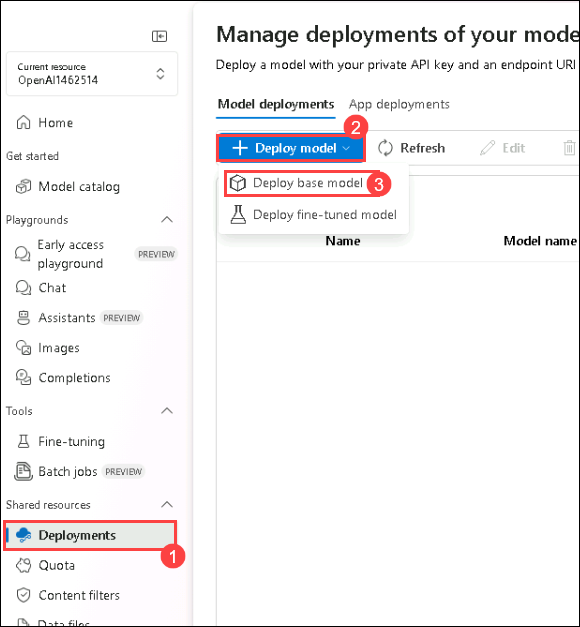 Current resource
OpenAI1462514
Home
Get started
Model catalog
Playgrounds
Early access
playground
PREVIEW
Chat
Assistants PREVIEW
Images
Completions
Tools
Fine-tuning
Batch jobs PREVIEW
Shared resources
Deployments
1
Quota
Content filters
Data files
Manage deployments of your mode
Deploy a model with your private API key and an endpoint URI
Model deployments App deployments
2
Deploy model Refresh Edit
Deploy base model 3
Deploy fine-tuned model
Name Model name